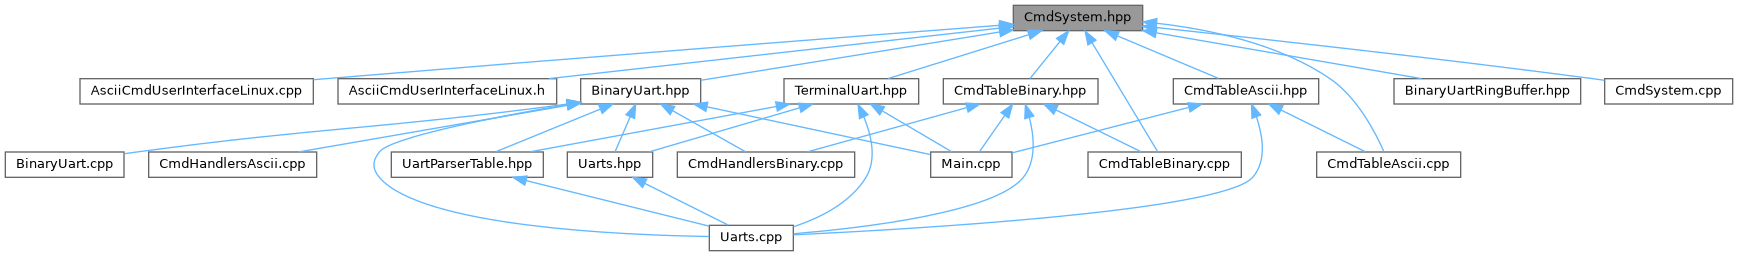 CmdSystem.hpp
AsciiCmdUserInterfaceLinux.cpp
AsciiCmdUserInterfaceLinux.h
BinaryUart.hpp
TerminalUart.hpp
CmdTableBinary.hpp
CmdTableAscii.hpp
BinaryUartRingBuffer.hpp
CmdSystem.cpp
BinaryUart.cpp
CmdHandlersAscii.cpp
UartParserTable.hpp
Uarts.hpp
CmdHandlersBinary.cpp
Main.cpp
CmdTableBinary.cpp
CmdTableAscii.cpp
Uarts.cpp